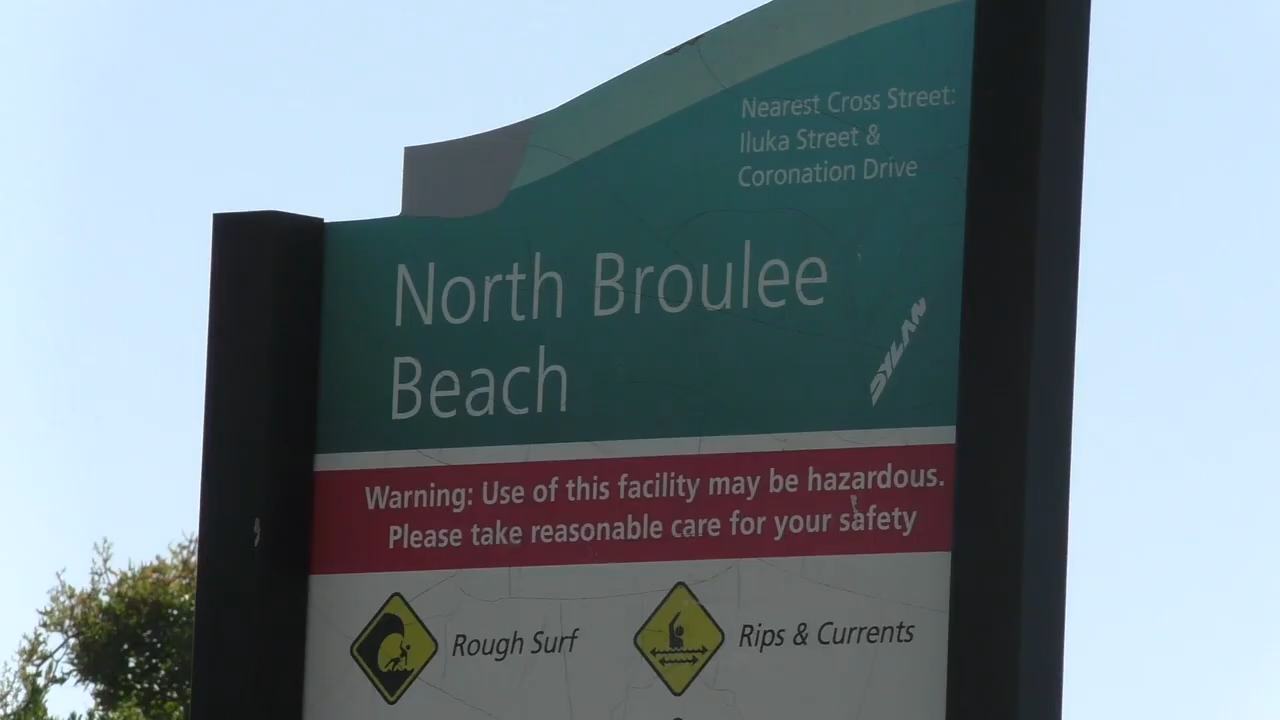 Nearest Cross Street:
Iluka Street &
Coronation Drive
North Broulee
Beach
DYLAN
Warning: Use of this facility may be hazardous.
Please take reasonable care for your safety
Rough Surf
Rips & Currents